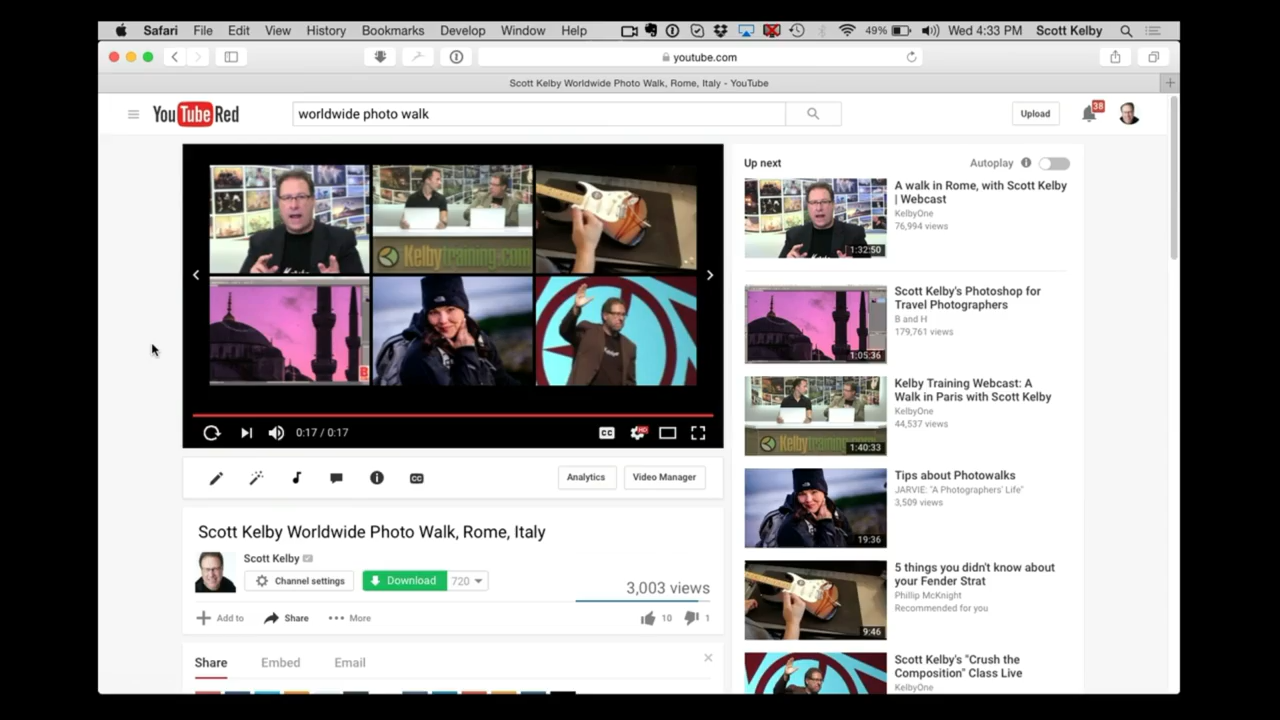 Safari File Edit View History Bookmarks Develop Window Help 49% Wed 4:33 PM Scott Kelby
youtube.com
Scott Kelby Worldwide Photo Walk, Rome, Italy - YouTube
YouTube Red
worldwide photo walk
Upload
38
Kelbytraining.com
0:17 / 0:17
CC
HD
CC
Analytics
Video Manager
Scott Kelby Worldwide Photo Walk, Rome, Italy
Scott Kelby
Channel settings
Download
720
3,003 views
Add to
Share
More
10
1
Share
Embed
Email
Up next
Autoplay
A walk in Rome, with Scott Kelby
| Webcast
KelbyOne
76,994 views
1:32:50
Scott Kelby's Photoshop for
Travel Photographers
B and H
179,761 views
1:05:36
Kelby Training Webcast: A
Walk in Paris with Scott Kelby
KelbyOne
44,537 views
Kelbytraining.com
1:40:33
Tips about Photowalks
JARVIE: "A Photographers' Life"
3,509 views
19:36
5 things you didn't know about
your Fender Strat
Phillip McKnight
Recommended for you
9:46
Scott Kelby's "Crush the
Composition" Class Live
KelbyOne